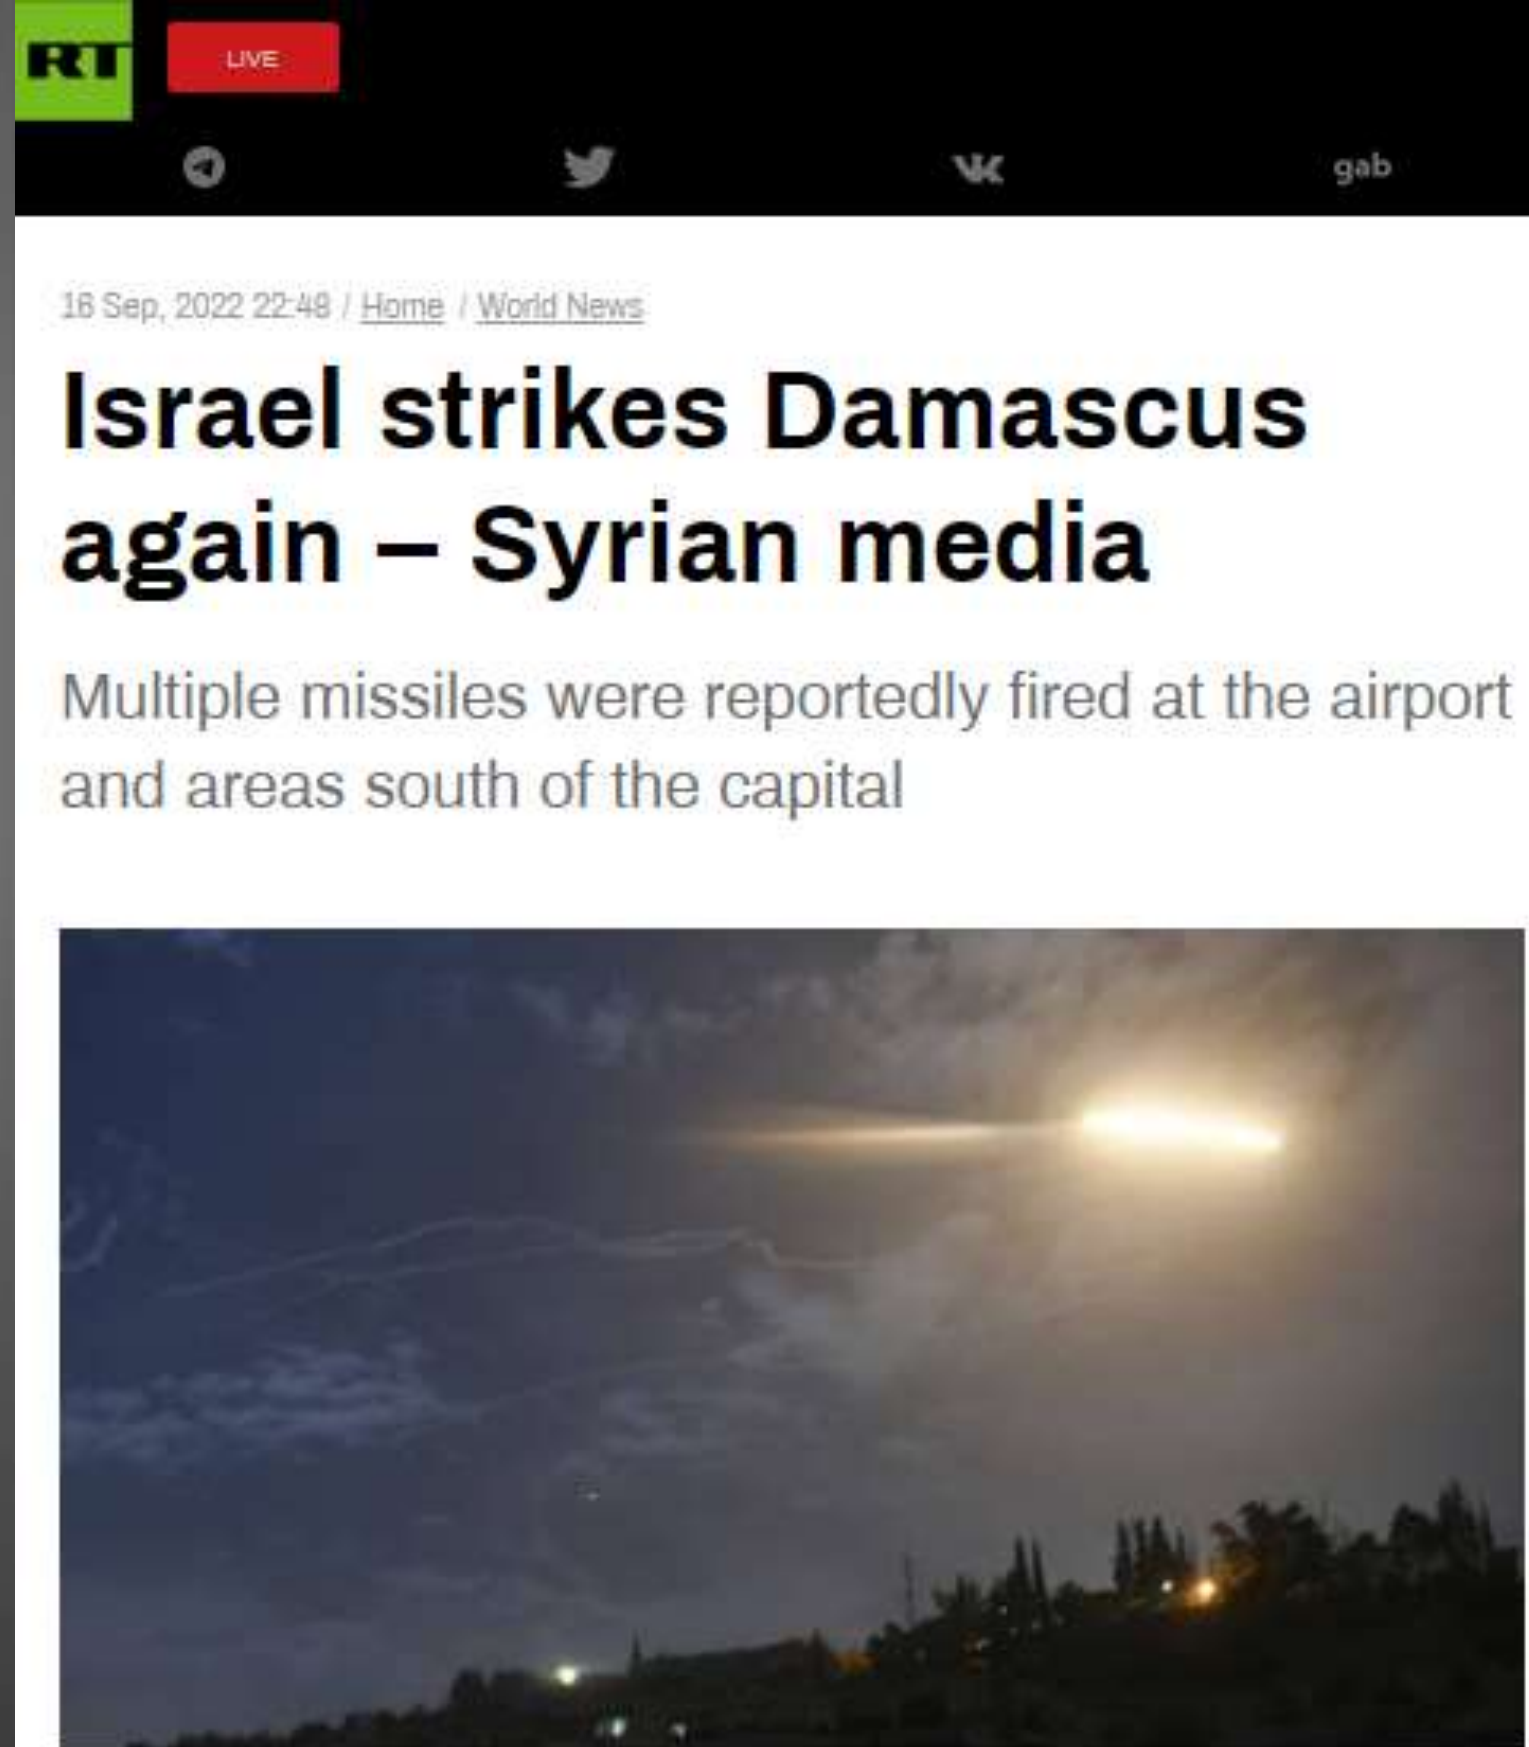 RT
LIVE
gab
16 Sep, 2022 22:48 / Home / World News
Israel strikes Damascus
again – Syrian media
Multiple missiles were reportedly fired at the airport
and areas south of the capital